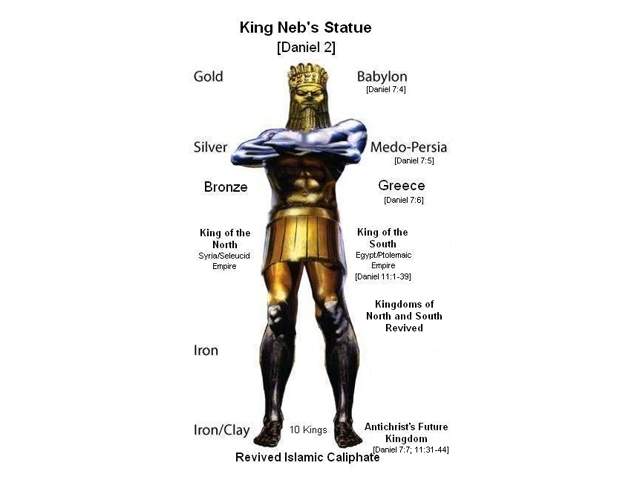 King Neb's Statue
[Daniel 2]
Gold
Babylon
[Daniel 7:4]
Silver
Medo-Persia
[Daniel 7:5]
Bronze
Greece
[Daniel 7:6]
King of the
North
Syria/Seleucid
Empire
King of the
South
Egypt/Ptolemaic
Empire
[Daniel 11:1-39]
Kingdoms of
North and South
Revived
Iron
Iron/Clay
10 Kings
Antichrist's Future
Kingdom
[Daniel 7:7; 11:31-44]
Revived Islamic Caliphate